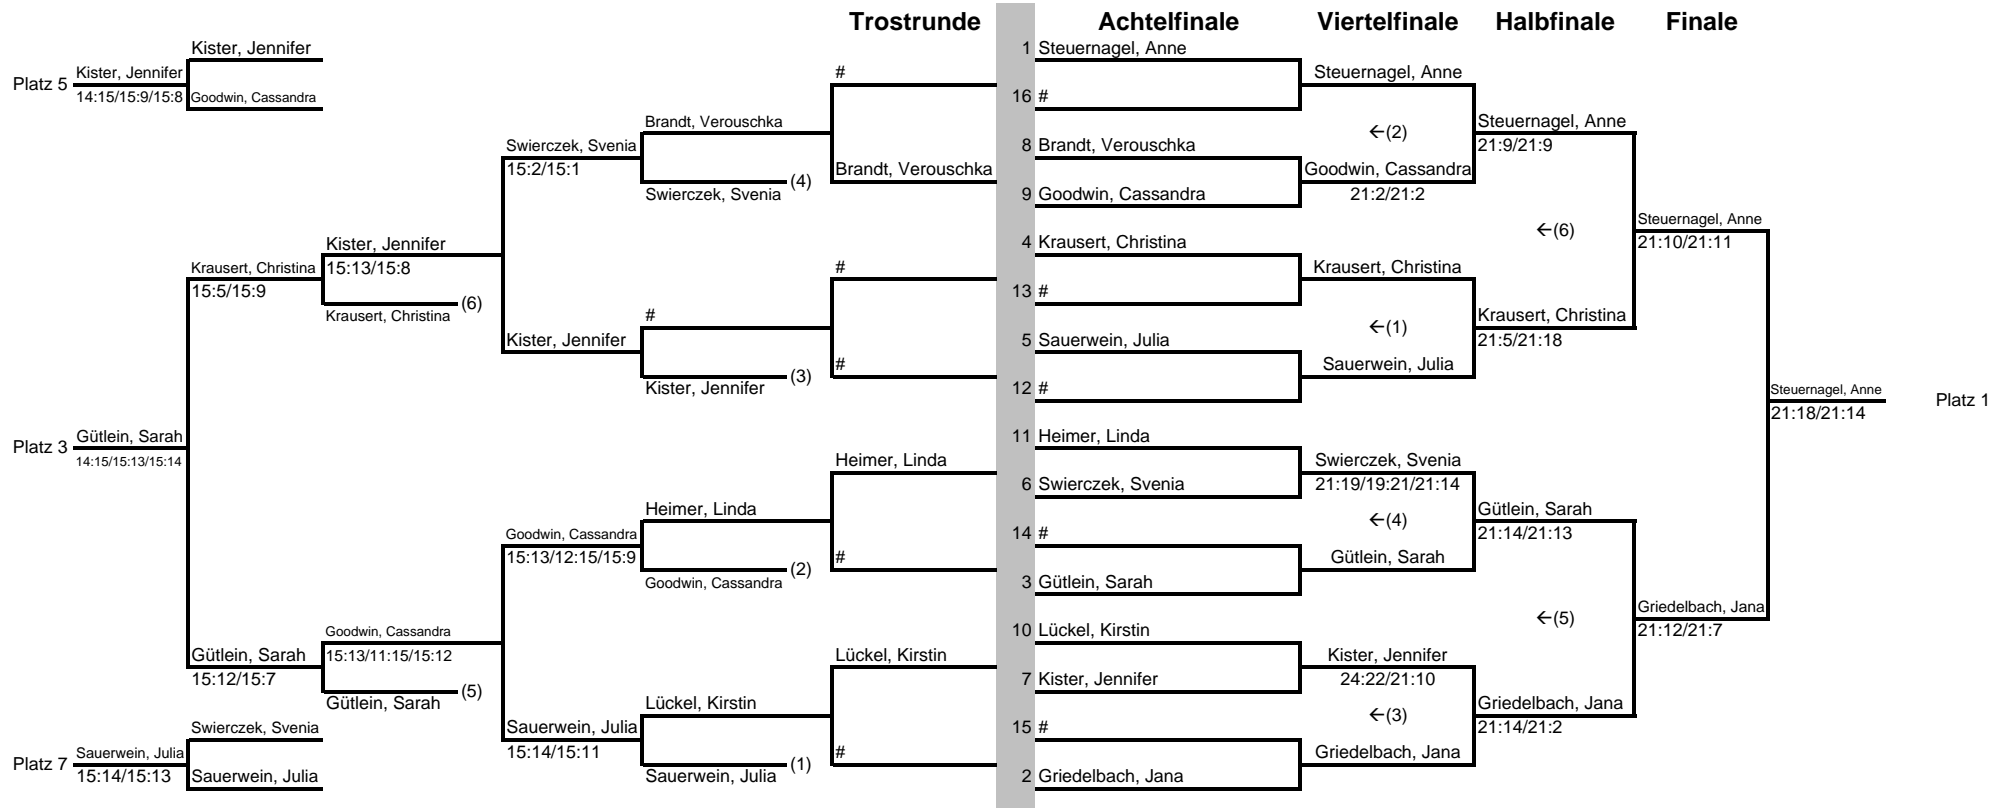 Trostrunde Achtelfinale Viertelfinale Halbfinale Finale
Kister, Jennifer 1 Steuernagel, Anne
Platz 5 Kister, Jennifer # Steuernagel, Anne
14:15/15:9/15:8 Goodwin, Cassandra 16 #
Brandt, Verouschka Steuernagel, Anne
←(2)
Swierczek, Svenia 8 Brandt, Verouschka 21:9/21:9
15:2/15:1 Brandt, Verouschka Goodwin, Cassandra
(4)
Swierczek, Svenia 9 Goodwin, Cassandra 21:2/21:2
Steuernagel, Anne
←(6)
Kister, Jennifer 4 Krausert, Christina 21:10/21:11
Krausert, Christina 15:13/15:8 # Krausert, Christina
15:5/15:9 13 #
(6)
Krausert, Christina # Krausert, Christina
←(1)
Kister, Jennifer 5 Sauerwein, Julia 21:5/21:18
# Sauerwein, Julia
(3)
Kister, Jennifer 12 # Steuernagel, Anne
Platz 1
21:18/21:14
Gütlein, Sarah 11 Heimer, Linda
Platz 3
14:15/15:13/15:14 Heimer, Linda Swierczek, Svenia
6 Swierczek, Svenia 21:19/19:21/21:14
Heimer, Linda Gütlein, Sarah
←(4)
Goodwin, Cassandra 14 # 21:14/21:13
15:13/12:15/15:9 # Gütlein, Sarah
(2)
Goodwin, Cassandra 3 Gütlein, Sarah
Griedelbach, Jana
←(5)
Goodwin, Cassandra 10 Lückel, Kirstin 21:12/21:7
Gütlein, Sarah 15:13/11:15/15:12 Lückel, Kirstin Kister, Jennifer
15:12/15:7 7 Kister, Jennifer 24:22/21:10
(5)
Gütlein, Sarah Lückel, Kirstin Griedelbach, Jana
←(3)
Swierczek, Svenia Sauerwein, Julia 15 # 21:14/21:2
Sauerwein, Julia 15:14/15:11 # Griedelbach, Jana
Platz 7 (1)
15:14/15:13 Sauerwein, Julia Sauerwein, Julia 2 Griedelbach, Jana